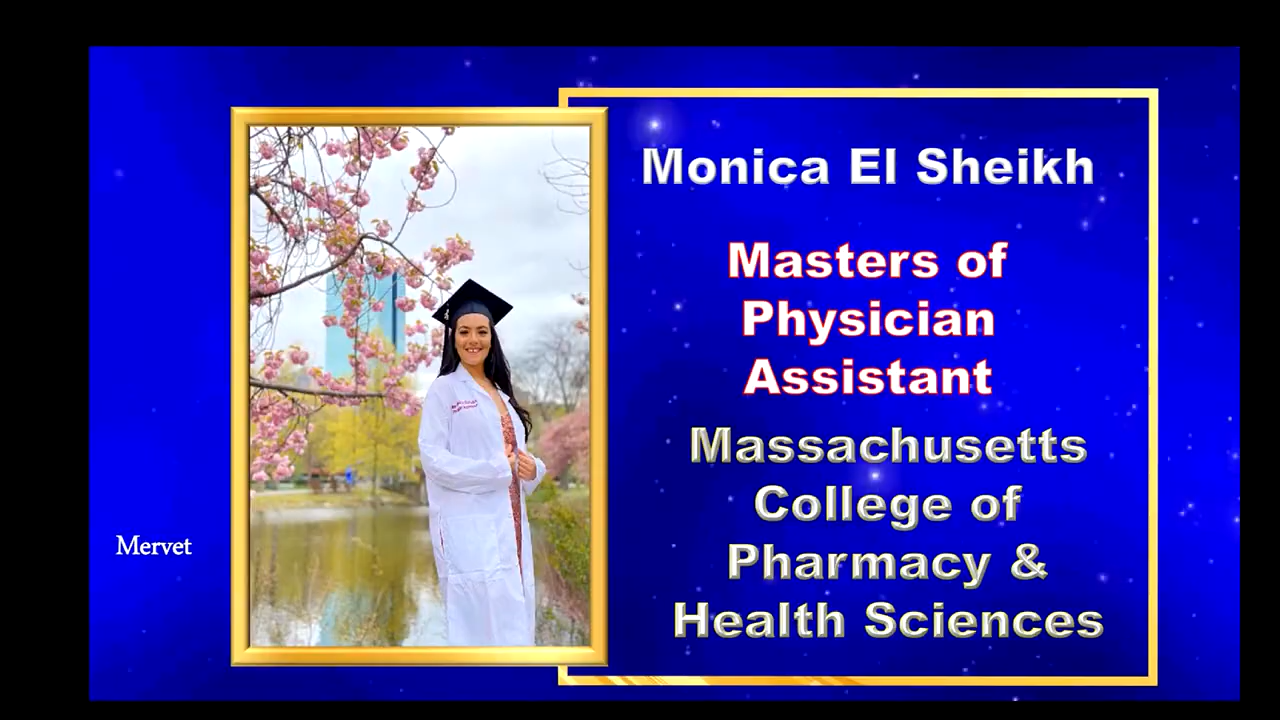 Monica El Sheikh
Masters of
Physician
Assistant
Massachusetts
College of
Pharmacy &
Health Sciences
Mervet